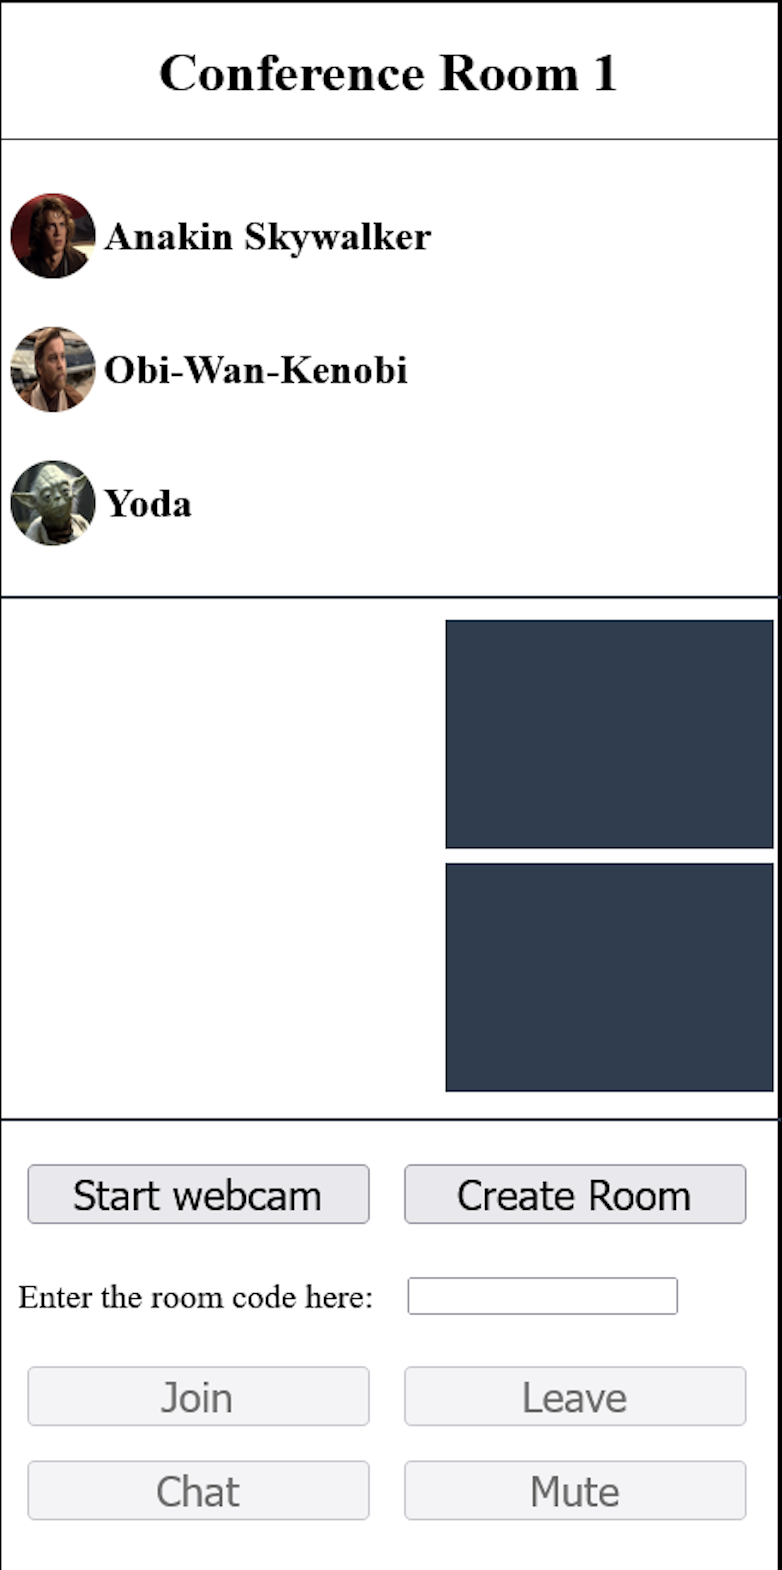 Conference Room 1
Anakin Skywalker
Obi-Wan-Kenobi
Yoda
Start webcam
Create Room
Enter the room code here:
Join
Leave
Chat
Mute